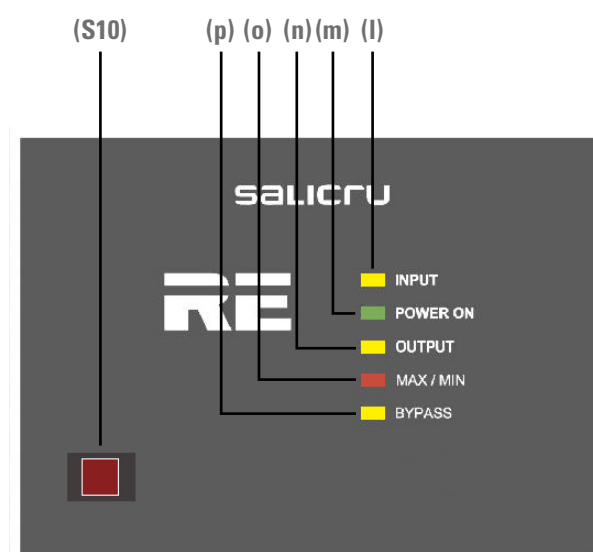 (S10) (p) (o) (n) (m) (l)
salicru
RE
INPUT
POWER ON
OUTPUT
MAX / MIN
BYPASS